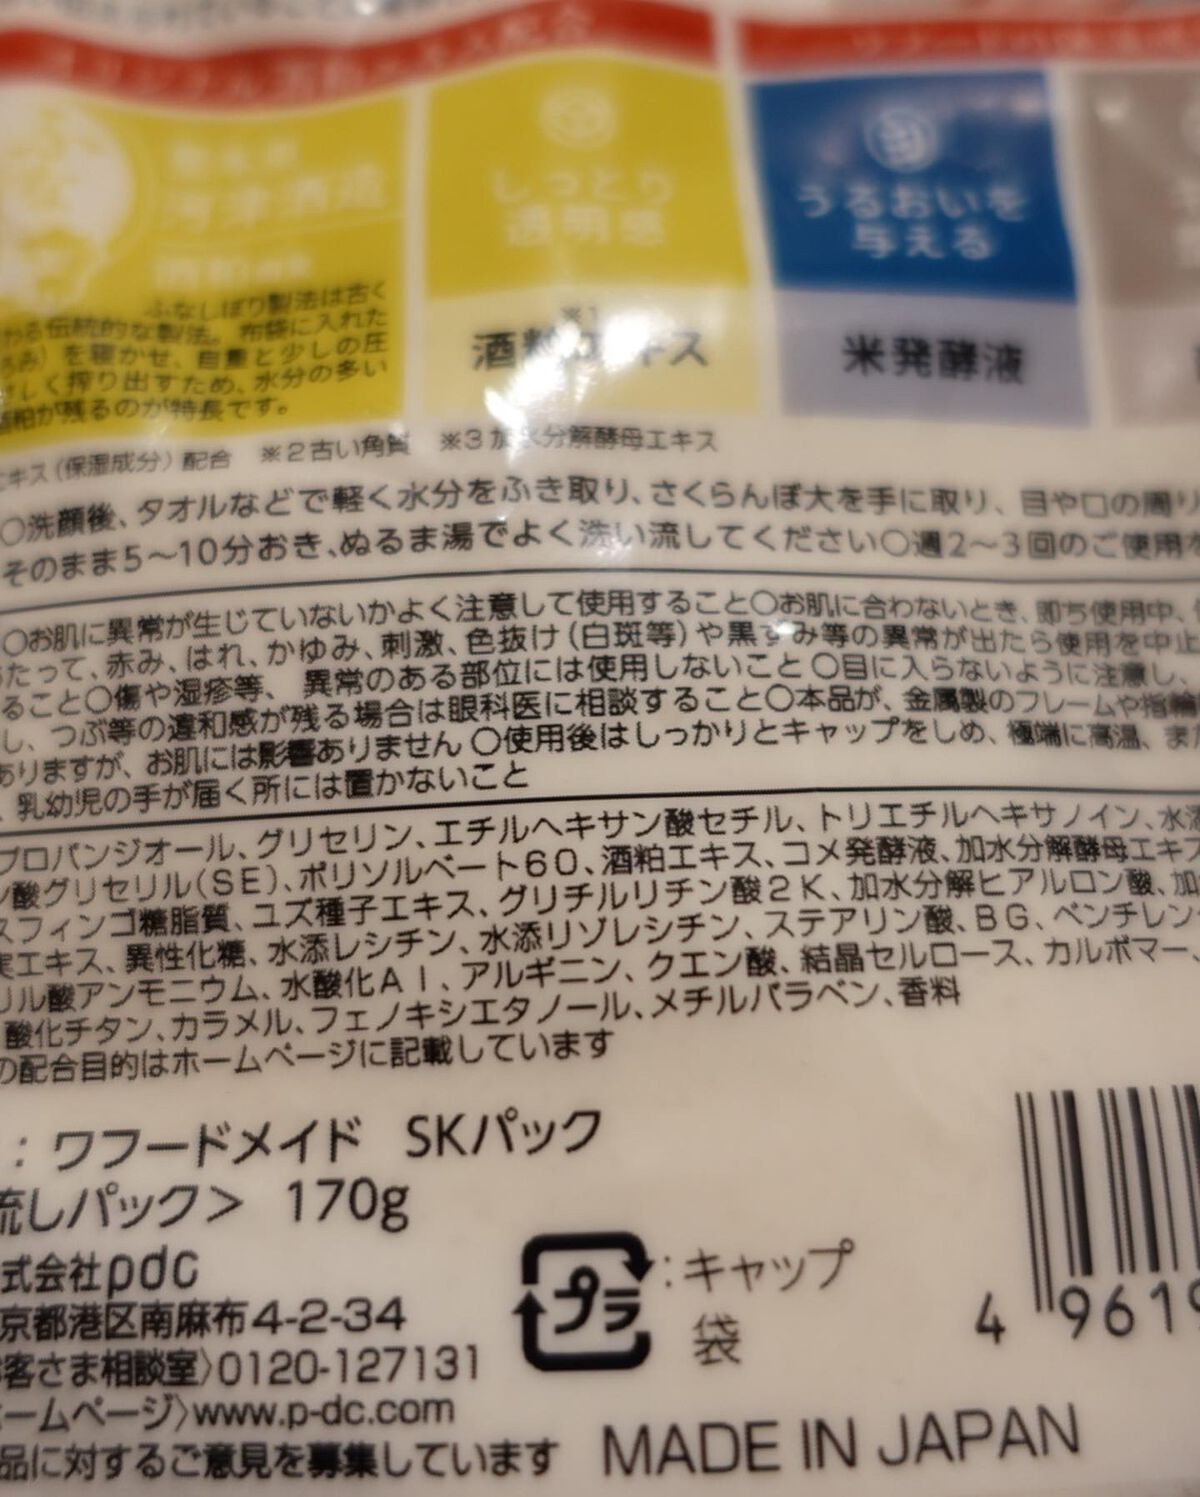 しっとり
透明感
うるおいを
与える
※1
酒粕エキス
米発酵液
ふなしぼり製法は古く
わる伝統的な製法。布袋に入れた
ろみ）を寝かせ、自重と少しの圧
さしく搾り出すため、水分の多い
酒粕が残るのが特長です。
エキス（保湿成分）配合 ※2古い角質 ※3加水分解酵母エキス
○洗顔後、タオルなどで軽く水分をふき取り、さくらんぼ大を手に取り、目や口の周り
そのまま5～10分おき、ぬるま湯でよく洗い流してください○週2～3回のご使用を
○お肌に異常が生じていないかよく注意して使用すること○お肌に合わないとき、即ち使用中、
たって、赤み、はれ、かゆみ、刺激、色抜け（白斑等）や黒ずみ等の異常が出たら使用を中止
ること○傷や湿疹等、異常のある部位には使用しないこと○目に入らないように注意し、
し、つぶ等の違和感が残る場合は眼科医に相談すること○本品が、金属製のフレームや指輪
ありますが、お肌には影響ありません○使用後はしっかりとキャップをしめ、極端に高温、また
、乳幼児の手が届く所には置かないこと
プロパンジオール、グリセリン、エチルヘキサン酸セチル、トリエチルヘキサノイン、水添
ン酸グリセリル(SE)、ポリソルベート60、酒粕エキス、コメ発酵液、加水分解酵母エキス
スフィンゴ糖脂質、ユズ種子エキス、グリチルリチン酸2K、加水分解ヒアルロン酸、加
実エキス、異性化糖、水添レシチン、水添リゾレシチン、ステアリン酸、BG、ペンチレン
リル酸アンモニウム、水酸化Al、アルギニン、クエン酸、結晶セルロース、カルボマー、
酸化チタン、カラメル、フェノキシエタノール、メチルパラベン、香料
の配合目的はホームページに記載しています
：ワフードメイド SKパック
流しパック＞ 170g
式会社pdc
京都港区南麻布4-2-34
客さま相談室〉0120-127131
ームページ〉www.p-dc.com
品に対するご意見を募集しています
プラ
：キャップ
袋
4 9619
MADE IN JAPAN